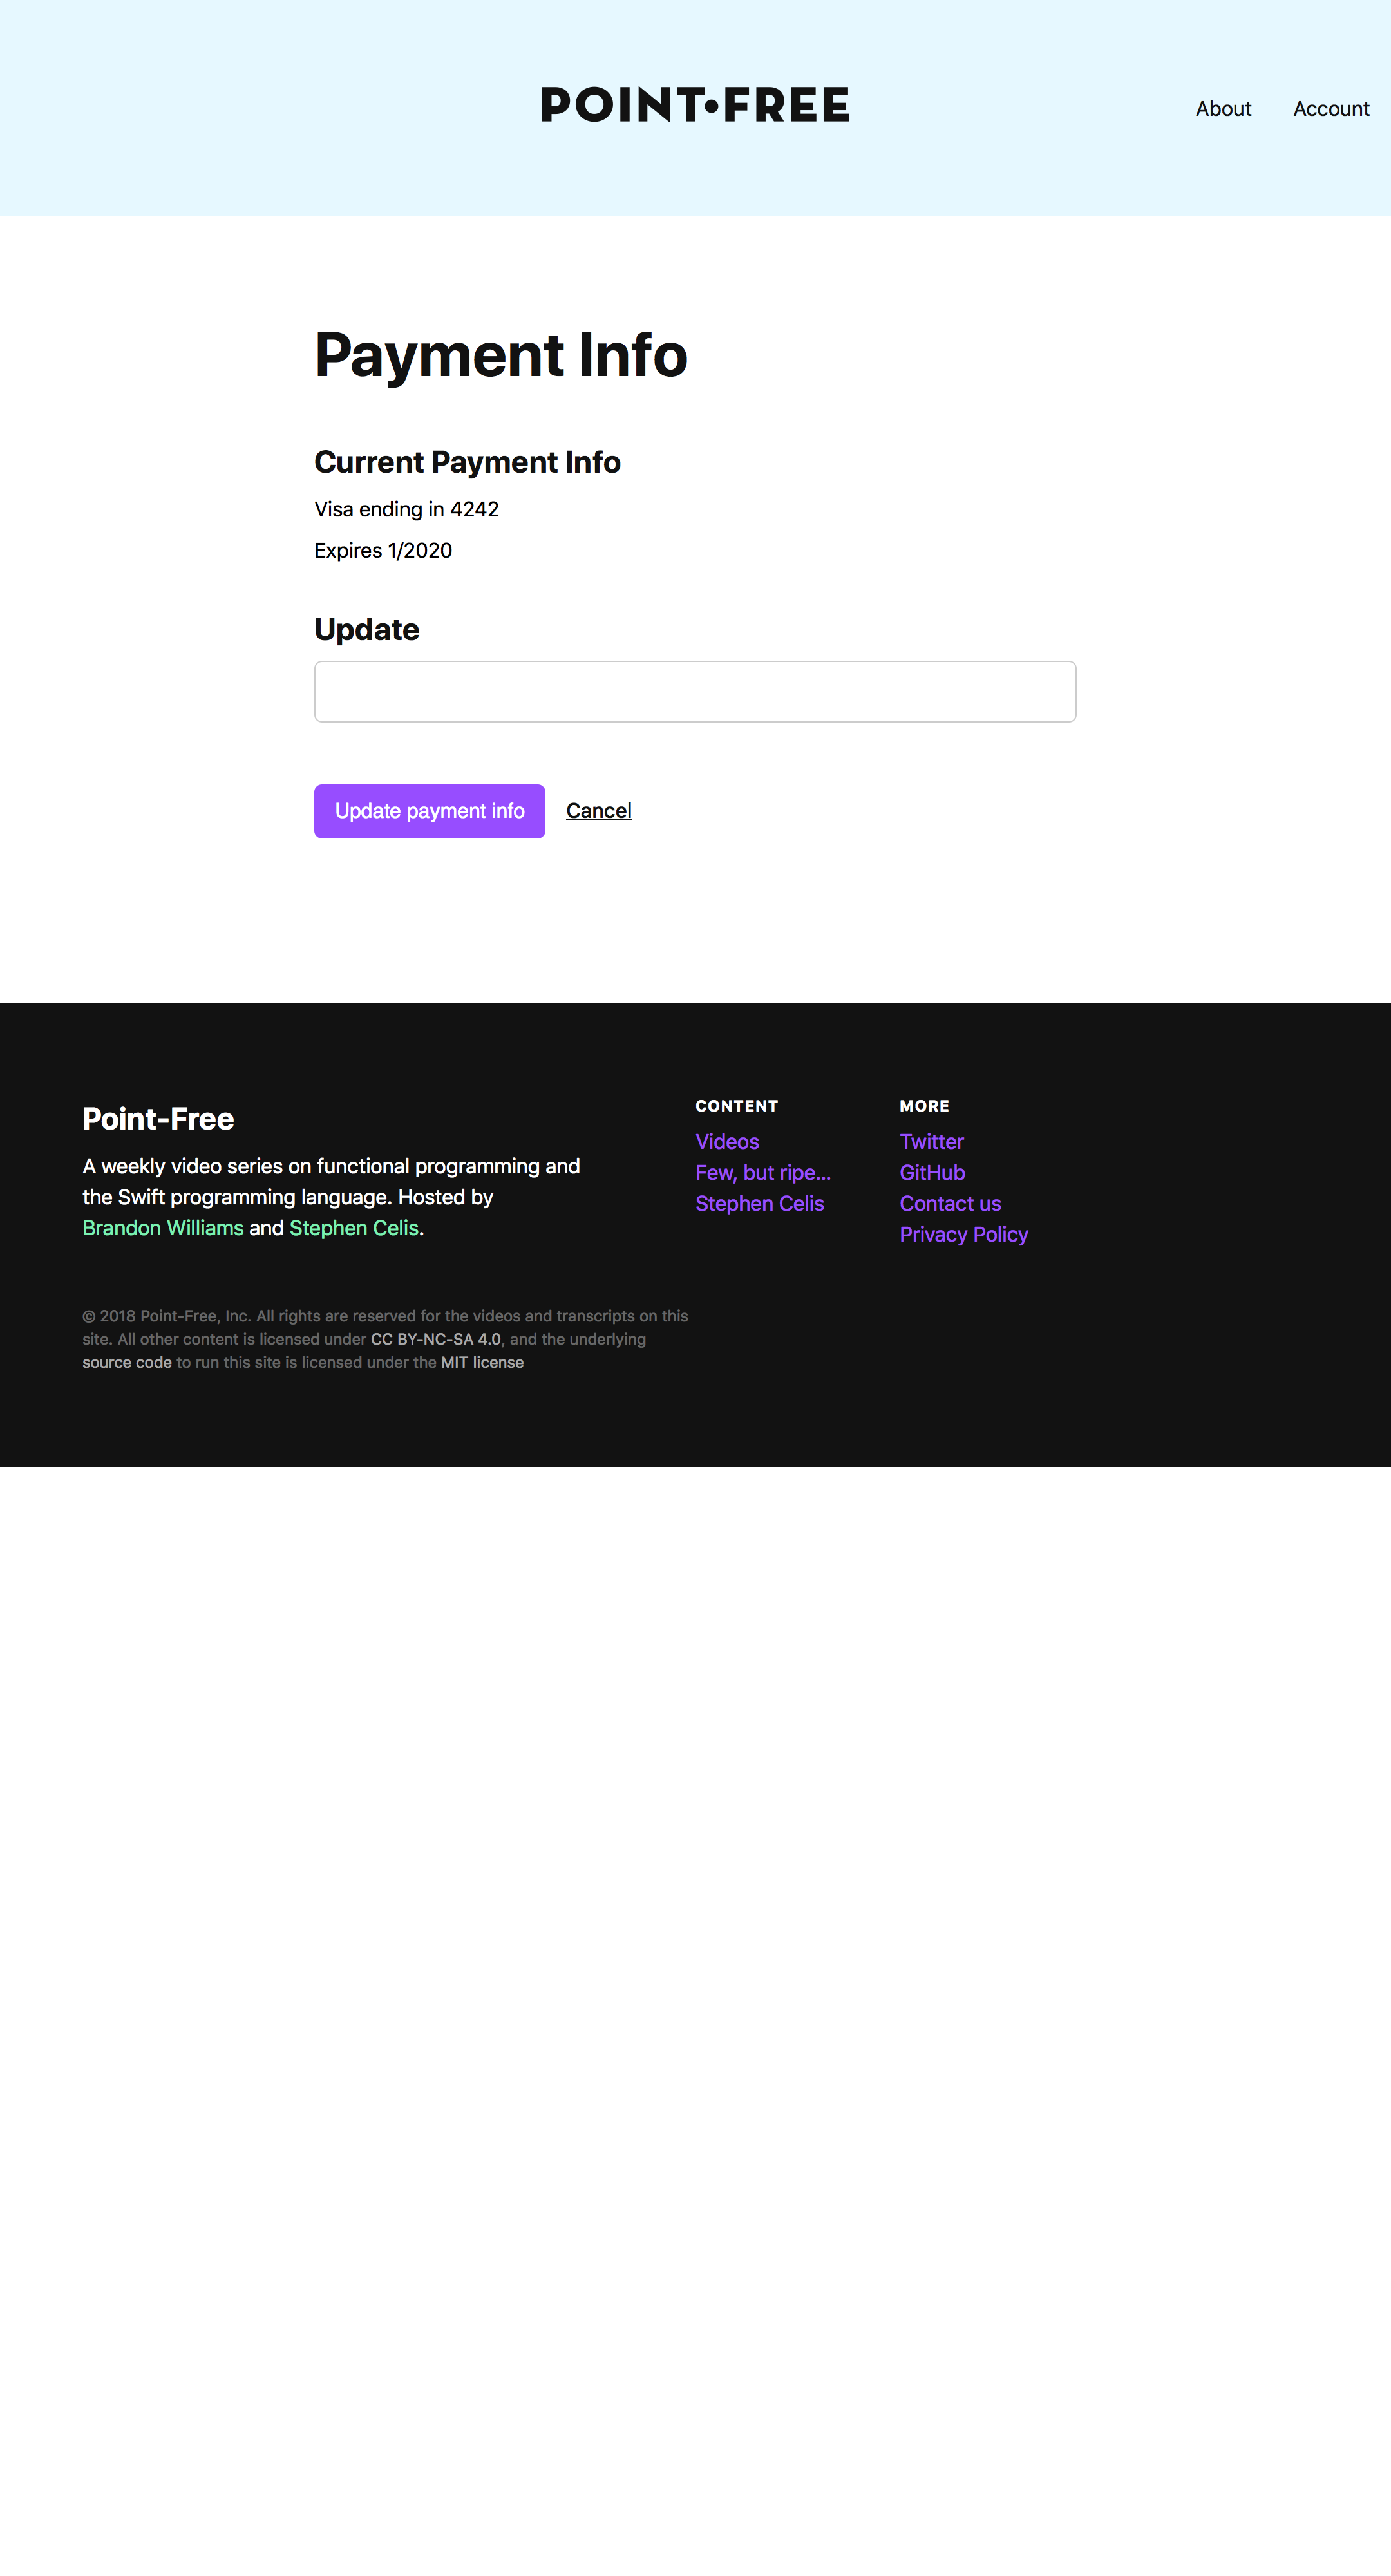 POINT•FREE
About
Account
Payment Info
Current Payment Info
Visa ending in 4242
Expires 1/2020
Update
Update payment info
Cancel
Point-Free
A weekly video series on functional programming and
the Swift programming language. Hosted by
Brandon Williams and Stephen Celis.
CONTENT
Videos
Few, but ripe...
Stephen Celis
MORE
Twitter
GitHub
Contact us
Privacy Policy
© 2018 Point-Free, Inc. All rights are reserved for the videos and transcripts on this
site. All other content is licensed under CC BY-NC-SA 4.0, and the underlying
source code to run this site is licensed under the MIT license